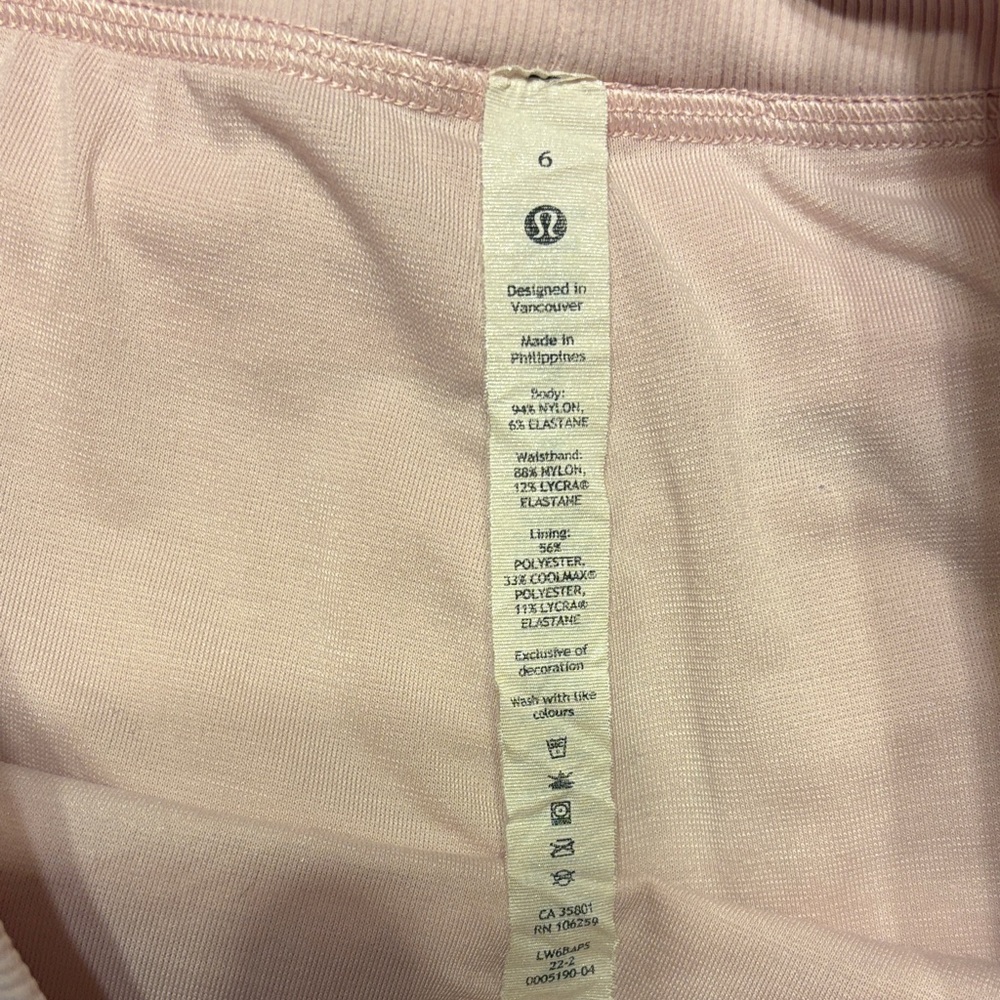 6
Designed in
Vancouver
Made in
Philippines
Body:
94% NYLON,
6% ELASTANE
Waistband:
88% NYLON,
12% LYCRA®
ELASTANE
Lining:
56%
POLYESTER,
33% COOLMAX®
POLYESTER,
11% LYCRA®
ELASTANE
Exclusive of
decoration
Wash with like
colours
30C
CA 35801
RN 106259
22-2
0005190-04